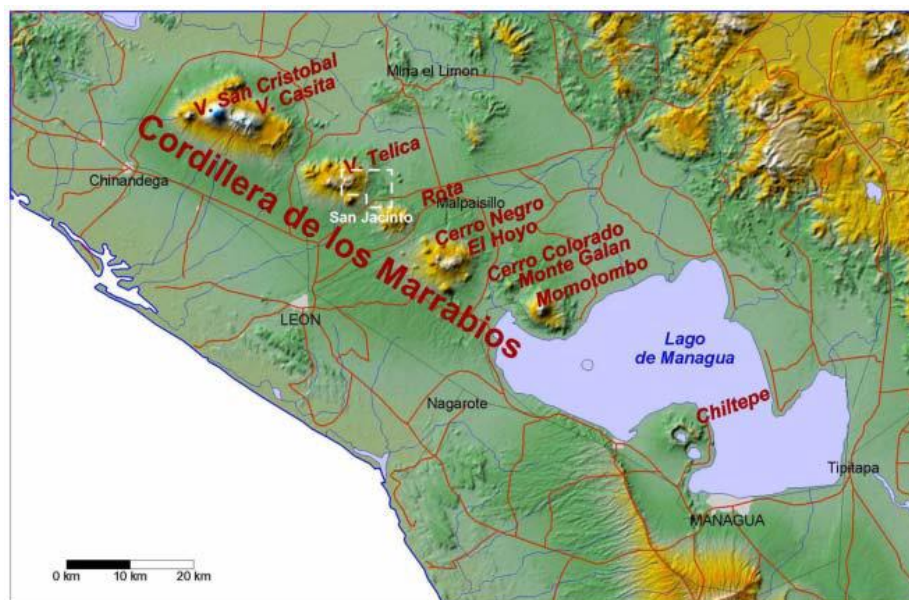 Mina el Limon
V. San Cristobal
V. Casita
Cordillera de los Marrabios
Chinandega
V. Telica
San Jacinto
Rota
Malpaisillo
Cerro Negro
El Hoyo
Cerro Colorado
Monte Galan
Momotombo
LEON
Lago
de Managua
Nagarote
Chiltepe
Tipitapa
MANAGUA
0 km 10 km 20 km